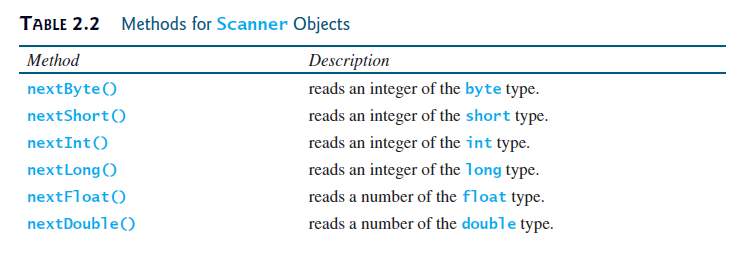 TABLE 2.2 Methods for Scanner Objects
Method Description
nextByte() reads an integer of the byte type.
nextShort() reads an integer of the short type.
nextInt() reads an integer of the int type.
nextLong() reads an integer of the long type.
nextFloat() reads a number of the float type.
nextDouble() reads a number of the double type.